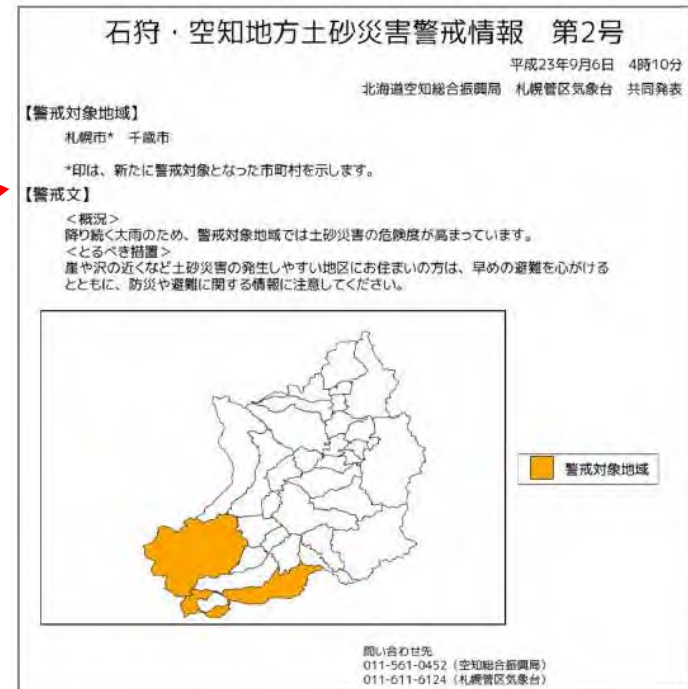 石狩・空知地方土砂災害警戒情報 第2号
平成23年9月6日 4時10分
北海道空知総合振興局 札幌管区気象台 共同発表
【警戒対象地域】
札幌市* 千歳市
*印は、新たに警戒対象となった市町村を示します。
【警戒文】
＜概況＞
降り続く大雨のため、警戒対象地域では土砂災害の危険度が高まっています。
＜とるべき措置＞
崖や沢の近くなど土砂災害の発生しやすい地区にお住まいの方は、早めの避難を心がける
とともに、防災や避難に関する情報に注意してください。
警戒対象地域
問い合わせ先
011-561-0452（空知総合振興局）
011-611-6124（札幌管区気象台）